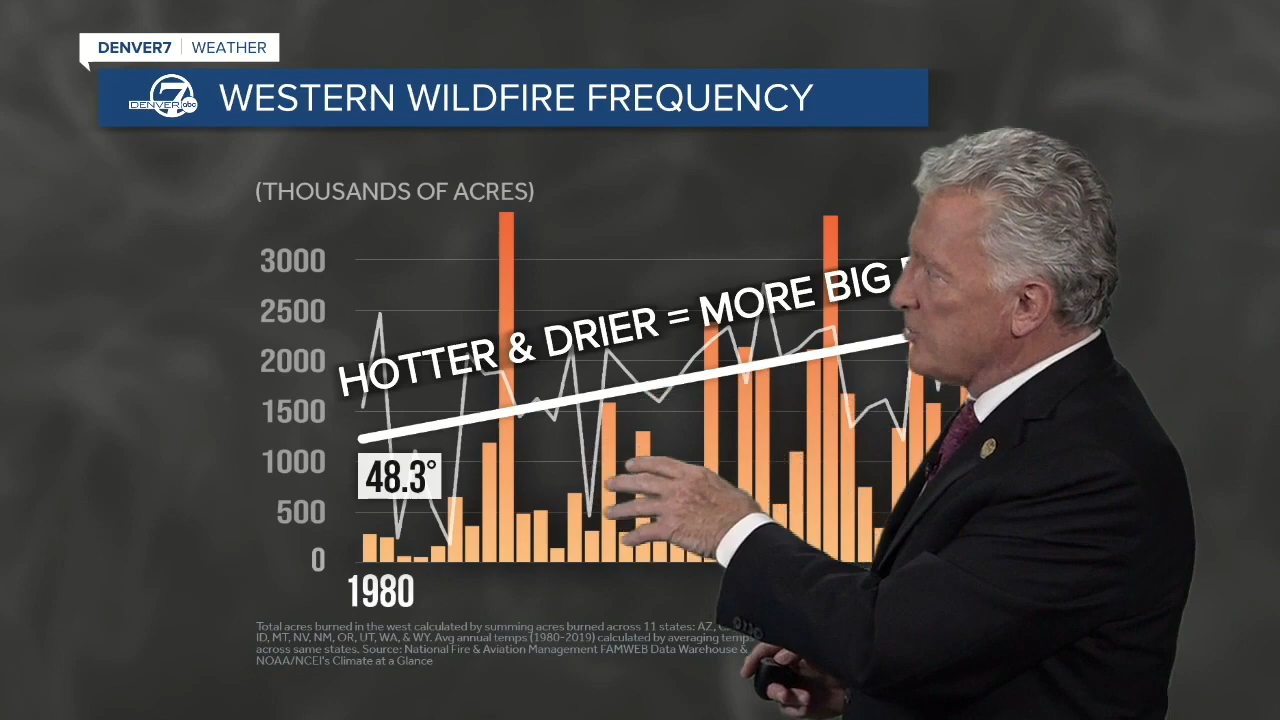 DENVER7 WEATHER
7 DENVER abc
WESTERN WILDFIRE FREQUENCY
(THOUSANDS OF ACRES)
3000
2500
2000
1500
1000
500
0
HOTTER & DRIER = MORE BIG
48.3°
1980
Total acres burned in the west calculated by summing acres burned across 11 states: AZ,
ID, MT, NV, NM, OR, UT, WA, & WY. Avg annual temps (1980-2019) calculated by averaging temp
across same states. Source: National Fire & Aviation Management FAMWEB Data Warehouse &
NOAA/NCEI's Climate at a Glance